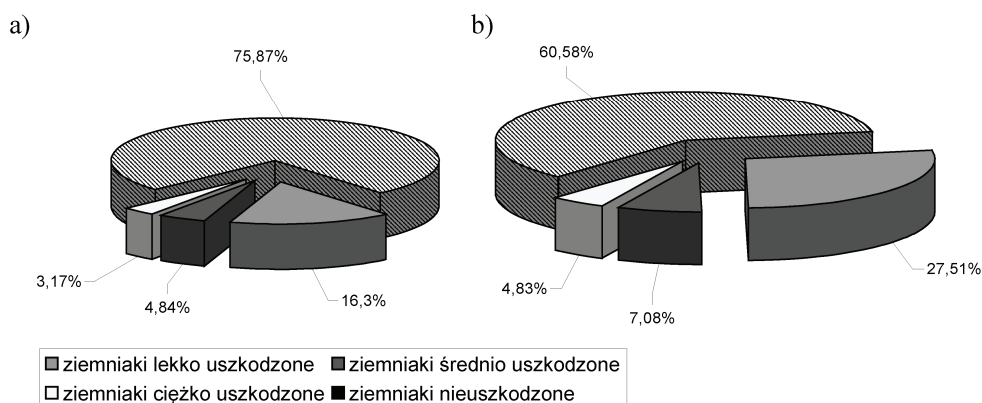 a)
b)
75,87%
3,17%
4,84%
16,3%
60,58%
4,83%
7,08%
27,51%
ziemniaki lekko uszkodzone ziemniaki średnio uszkodzone
ziemniaki ciężko uszkodzone ziemniaki nieuszkodzone